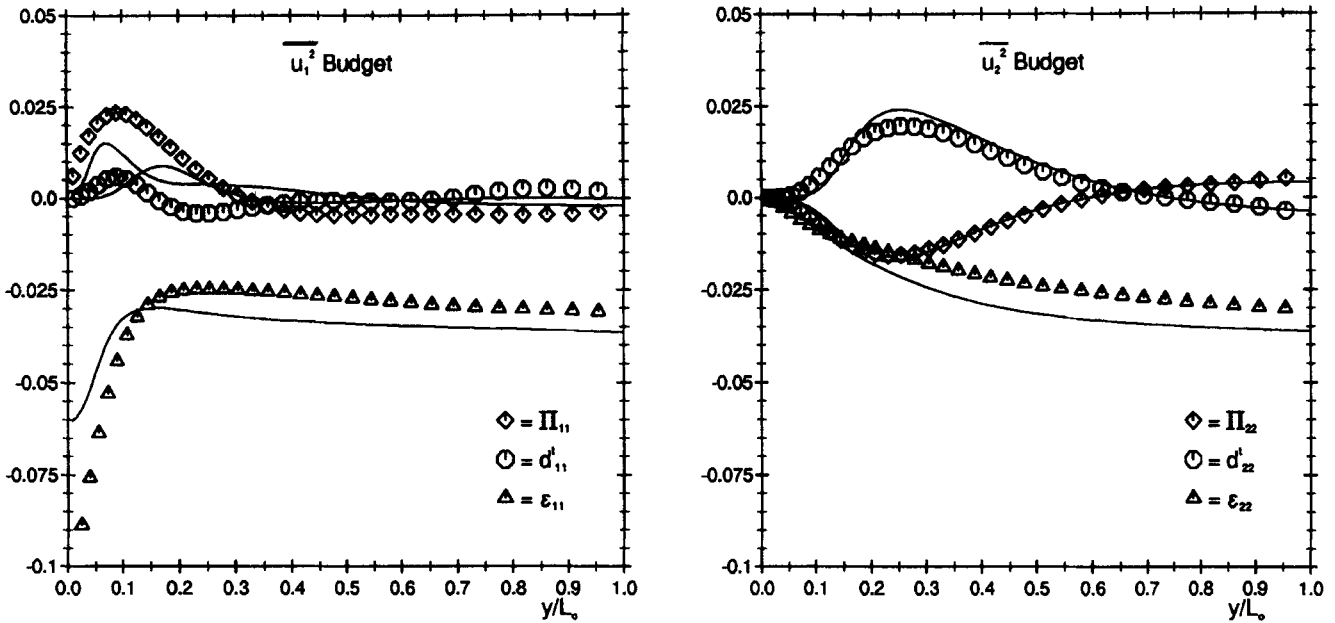 0.05
0.025
0.0
-0.025
-0.05
-0.075
-0.1
u₁² Budget
= Π₁₁
= dᵗ₁₁
= ε₁₁
0.0 0.1 0.2 0.3 0.4 0.5 0.6 0.7 0.8 0.9 1.0
y/Lₒ
0.05
0.025
0.0
-0.025
-0.05
-0.075
-0.1
u₂² Budget
= Π₂₂
= dᵗ₂₂
= ε₂₂
0.0 0.1 0.2 0.3 0.4 0.5 0.6 0.7 0.8 0.9 1.0
y/Lₒ